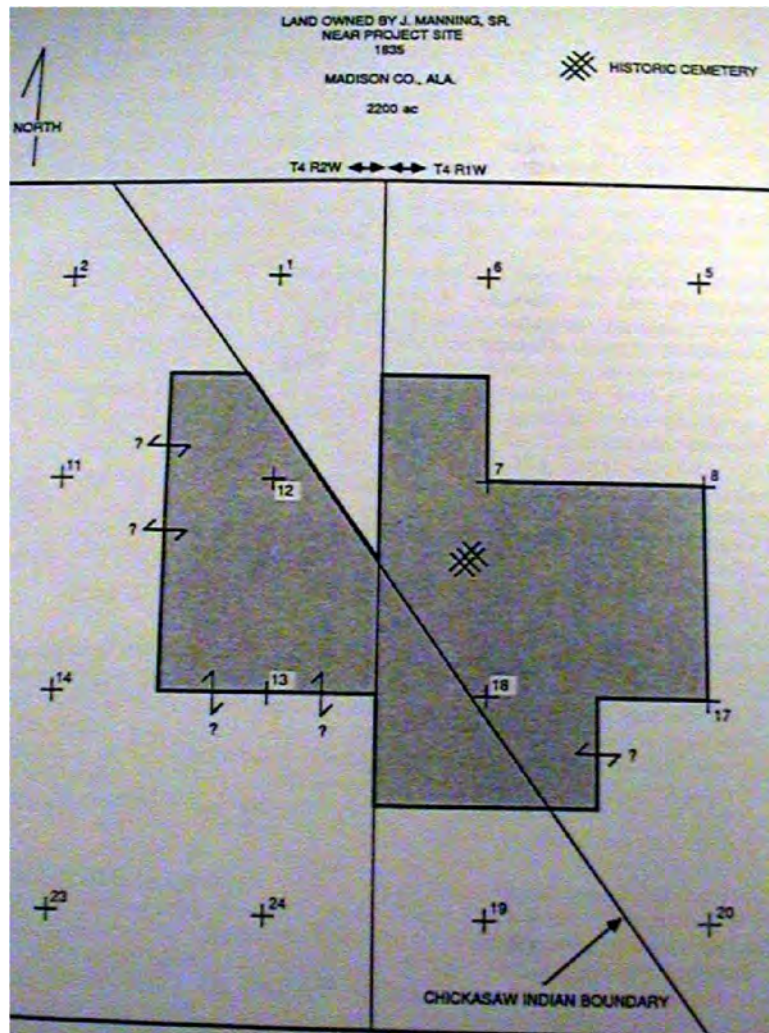 LAND OWNED BY J. MANNING, SR.
NEAR PROJECT SITE
1835
MADISON CO., ALA.
2200 ac
HISTORIC CEMETERY
NORTH
T4 R2W
T4 R1W
2
1
6
5
?
11
12
7
8
?
14
13
18
17
?
?
?
23
24
19
20
CHICKASAW INDIAN BOUNDARY